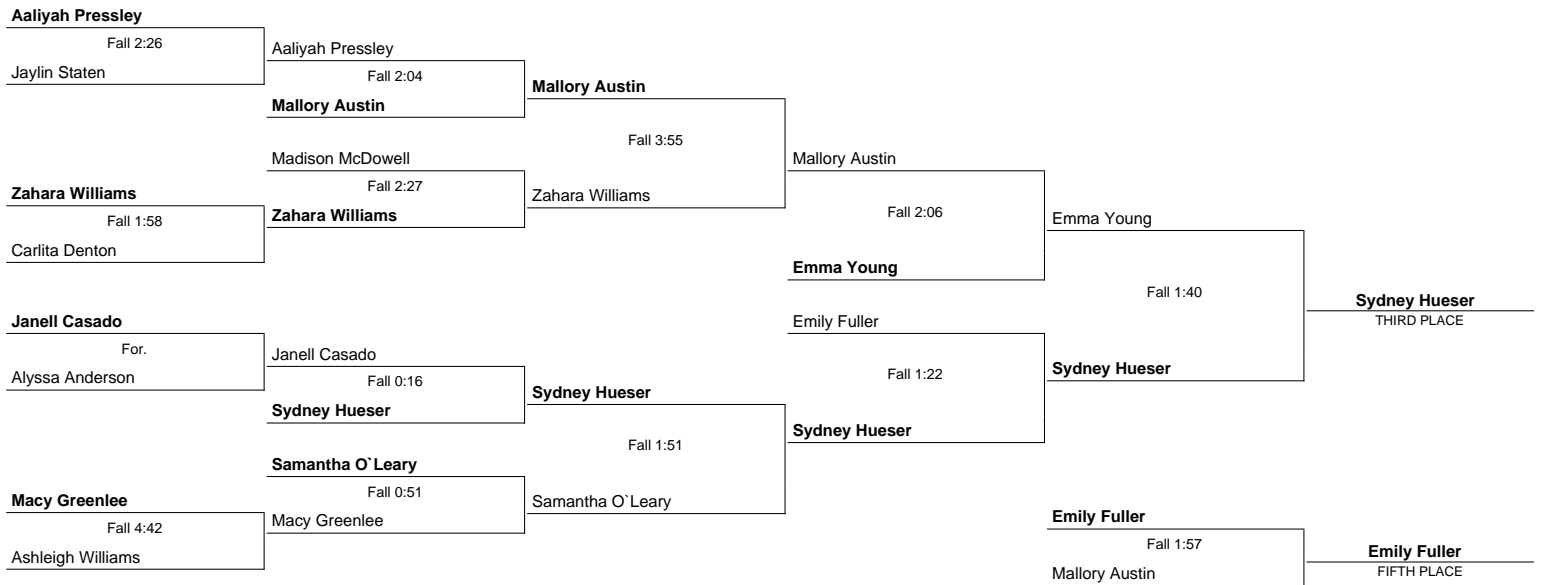 Aaliyah Pressley
Fall 2:26
Jaylin Staten
Aaliyah Pressley
Fall 2:04
Mallory Austin
Mallory Austin
Fall 3:55
Madison McDowell
Fall 2:27
Zahara Williams
Zahara Williams
Fall 1:58
Carlita Denton
Zahara Williams
Mallory Austin
Fall 2:06
Emma Young
Emma Young
Fall 1:40
Sydney Hueser
THIRD PLACE
Janell Casado
For.
Alyssa Anderson
Janell Casado
Fall 0:16
Sydney Hueser
Sydney Hueser
Fall 1:51
Samantha O`Leary
Fall 0:51
Macy Greenlee
Macy Greenlee
Fall 4:42
Ashleigh Williams
Samantha O`Leary
Emily Fuller
Fall 1:22
Sydney Hueser
Sydney Hueser
Emily Fuller
Fall 1:57
Mallory Austin
Emily Fuller
FIFTH PLACE